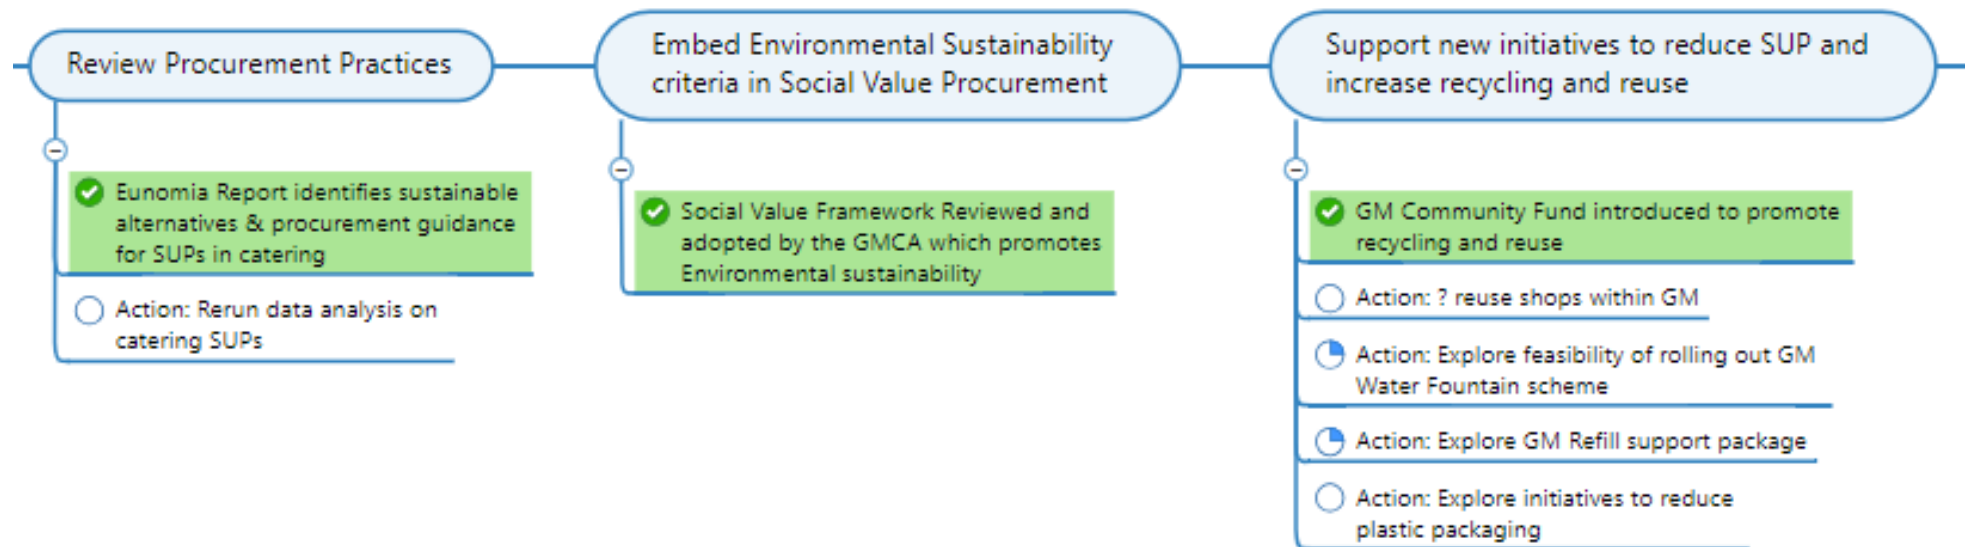 Review Procurement Practices
Eunomia Report identifies sustainable
alternatives & procurement guidance
for SUPs in catering
Action: Rerun data analysis on
catering SUPs
Embed Environmental Sustainability
criteria in Social Value Procurement
Social Value Framework Reviewed and
adopted by the GMCA which promotes
Environmental sustainability
Support new initiatives to reduce SUP and
increase recycling and reuse
GM Community Fund introduced to promote
recycling and reuse
Action: ? reuse shops within GM
Action: Explore feasibility of rolling out GM
Water Fountain scheme
Action: Explore GM Refill support package
Action: Explore initiatives to reduce
plastic packaging